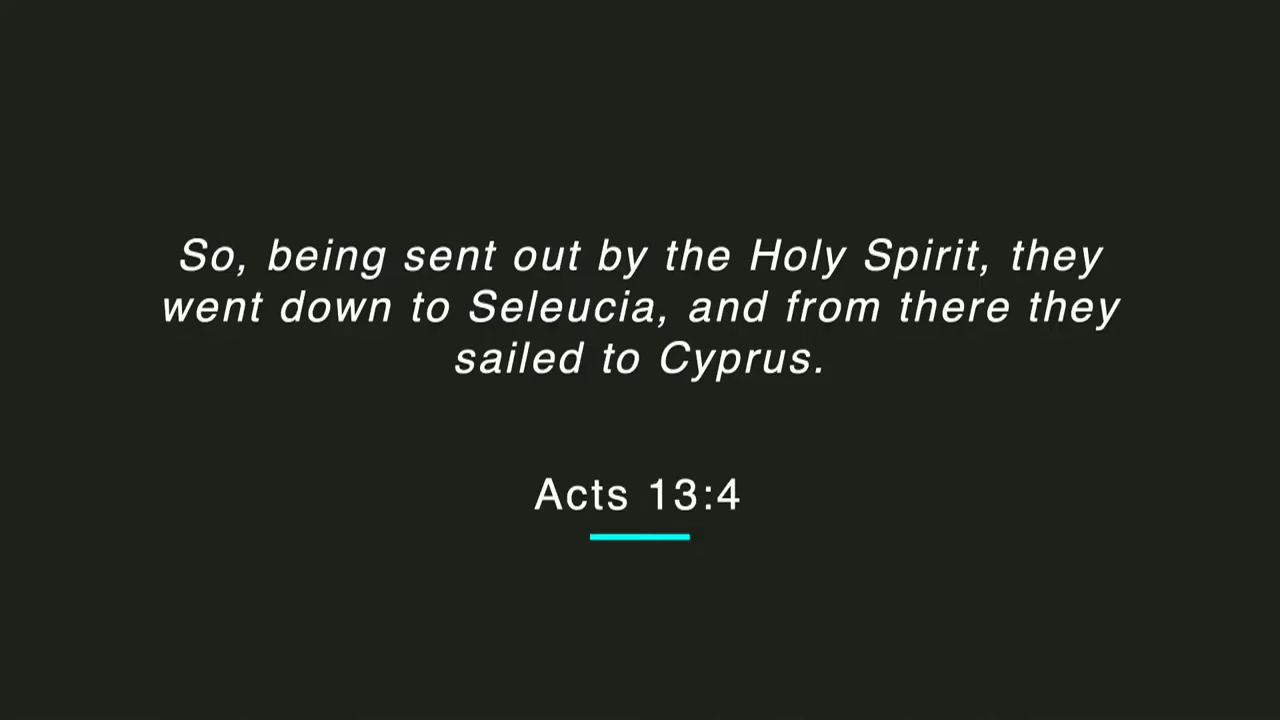 So, being sent out by the Holy Spirit, they
went down to Seleucia, and from there they
sailed to Cyprus.
Acts 13:4